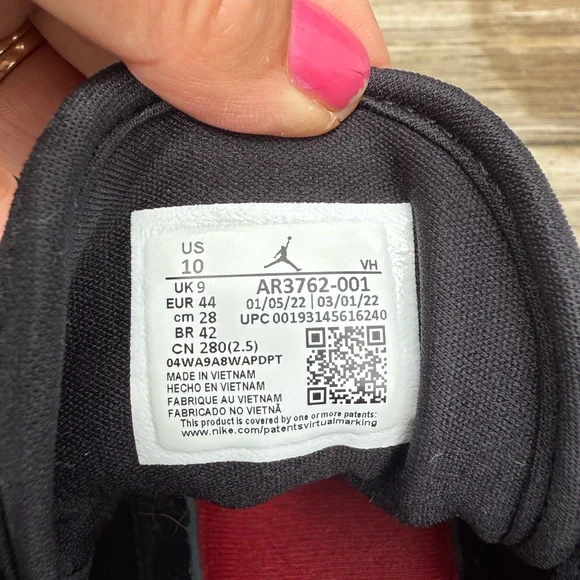 US
10
VH
UK 9
AR3762-001
EUR 44
01/05/22 | 03/01/22
cm 28
UPC 00193145616240
BR 42
CN 280(2.5)
04WA9A8WAPDPT
MADE IN VIETNAM
HECHO EN VIETNAM
FABRIQUE AU VIETNAM
FABRICADO NO VIETNÃ
This product is covered by one or more patents:
www.nike.com/patentsvirtualmarking